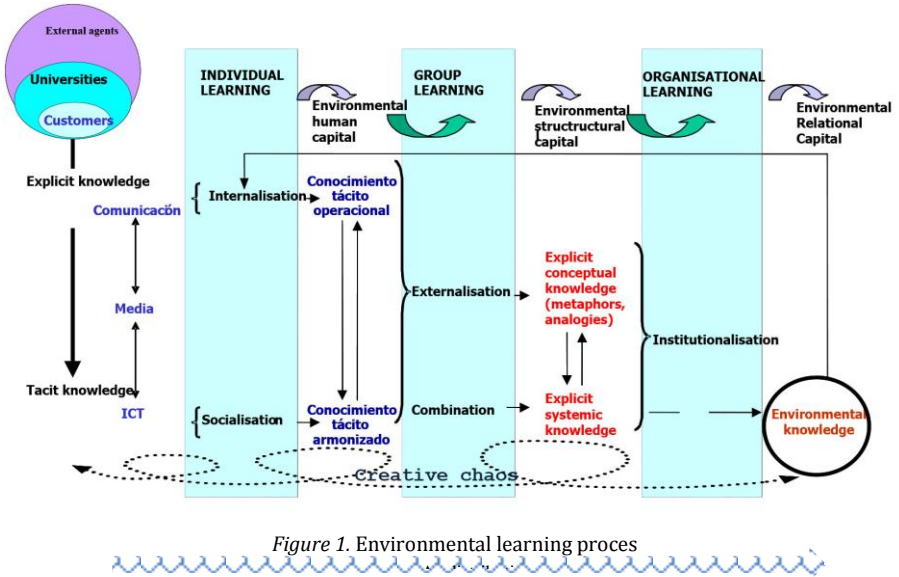 External agents
Universities
Customers
INDIVIDUAL
LEARNING
Environmental
human
capital
GROUP
LEARNING
Environmental
structructural
capital
ORGANISATIONAL
LEARNING
Environmental
Relational
Capital
Explicit knowledge
Comunicación
Media
Tacit knowledge
ICT
Internalisation
Conocimiento
tácito
operacional
Socialisation
Conocimiento
tácito
armonizado
Externalisation
Combination
Explicit
conceptual
knowledge
(metaphors,
analogies)
Explicit
systemic
knowledge
Institutionalisation
Environmental
knowledge
Creative chaos
Figure 1. Environmental learning proces